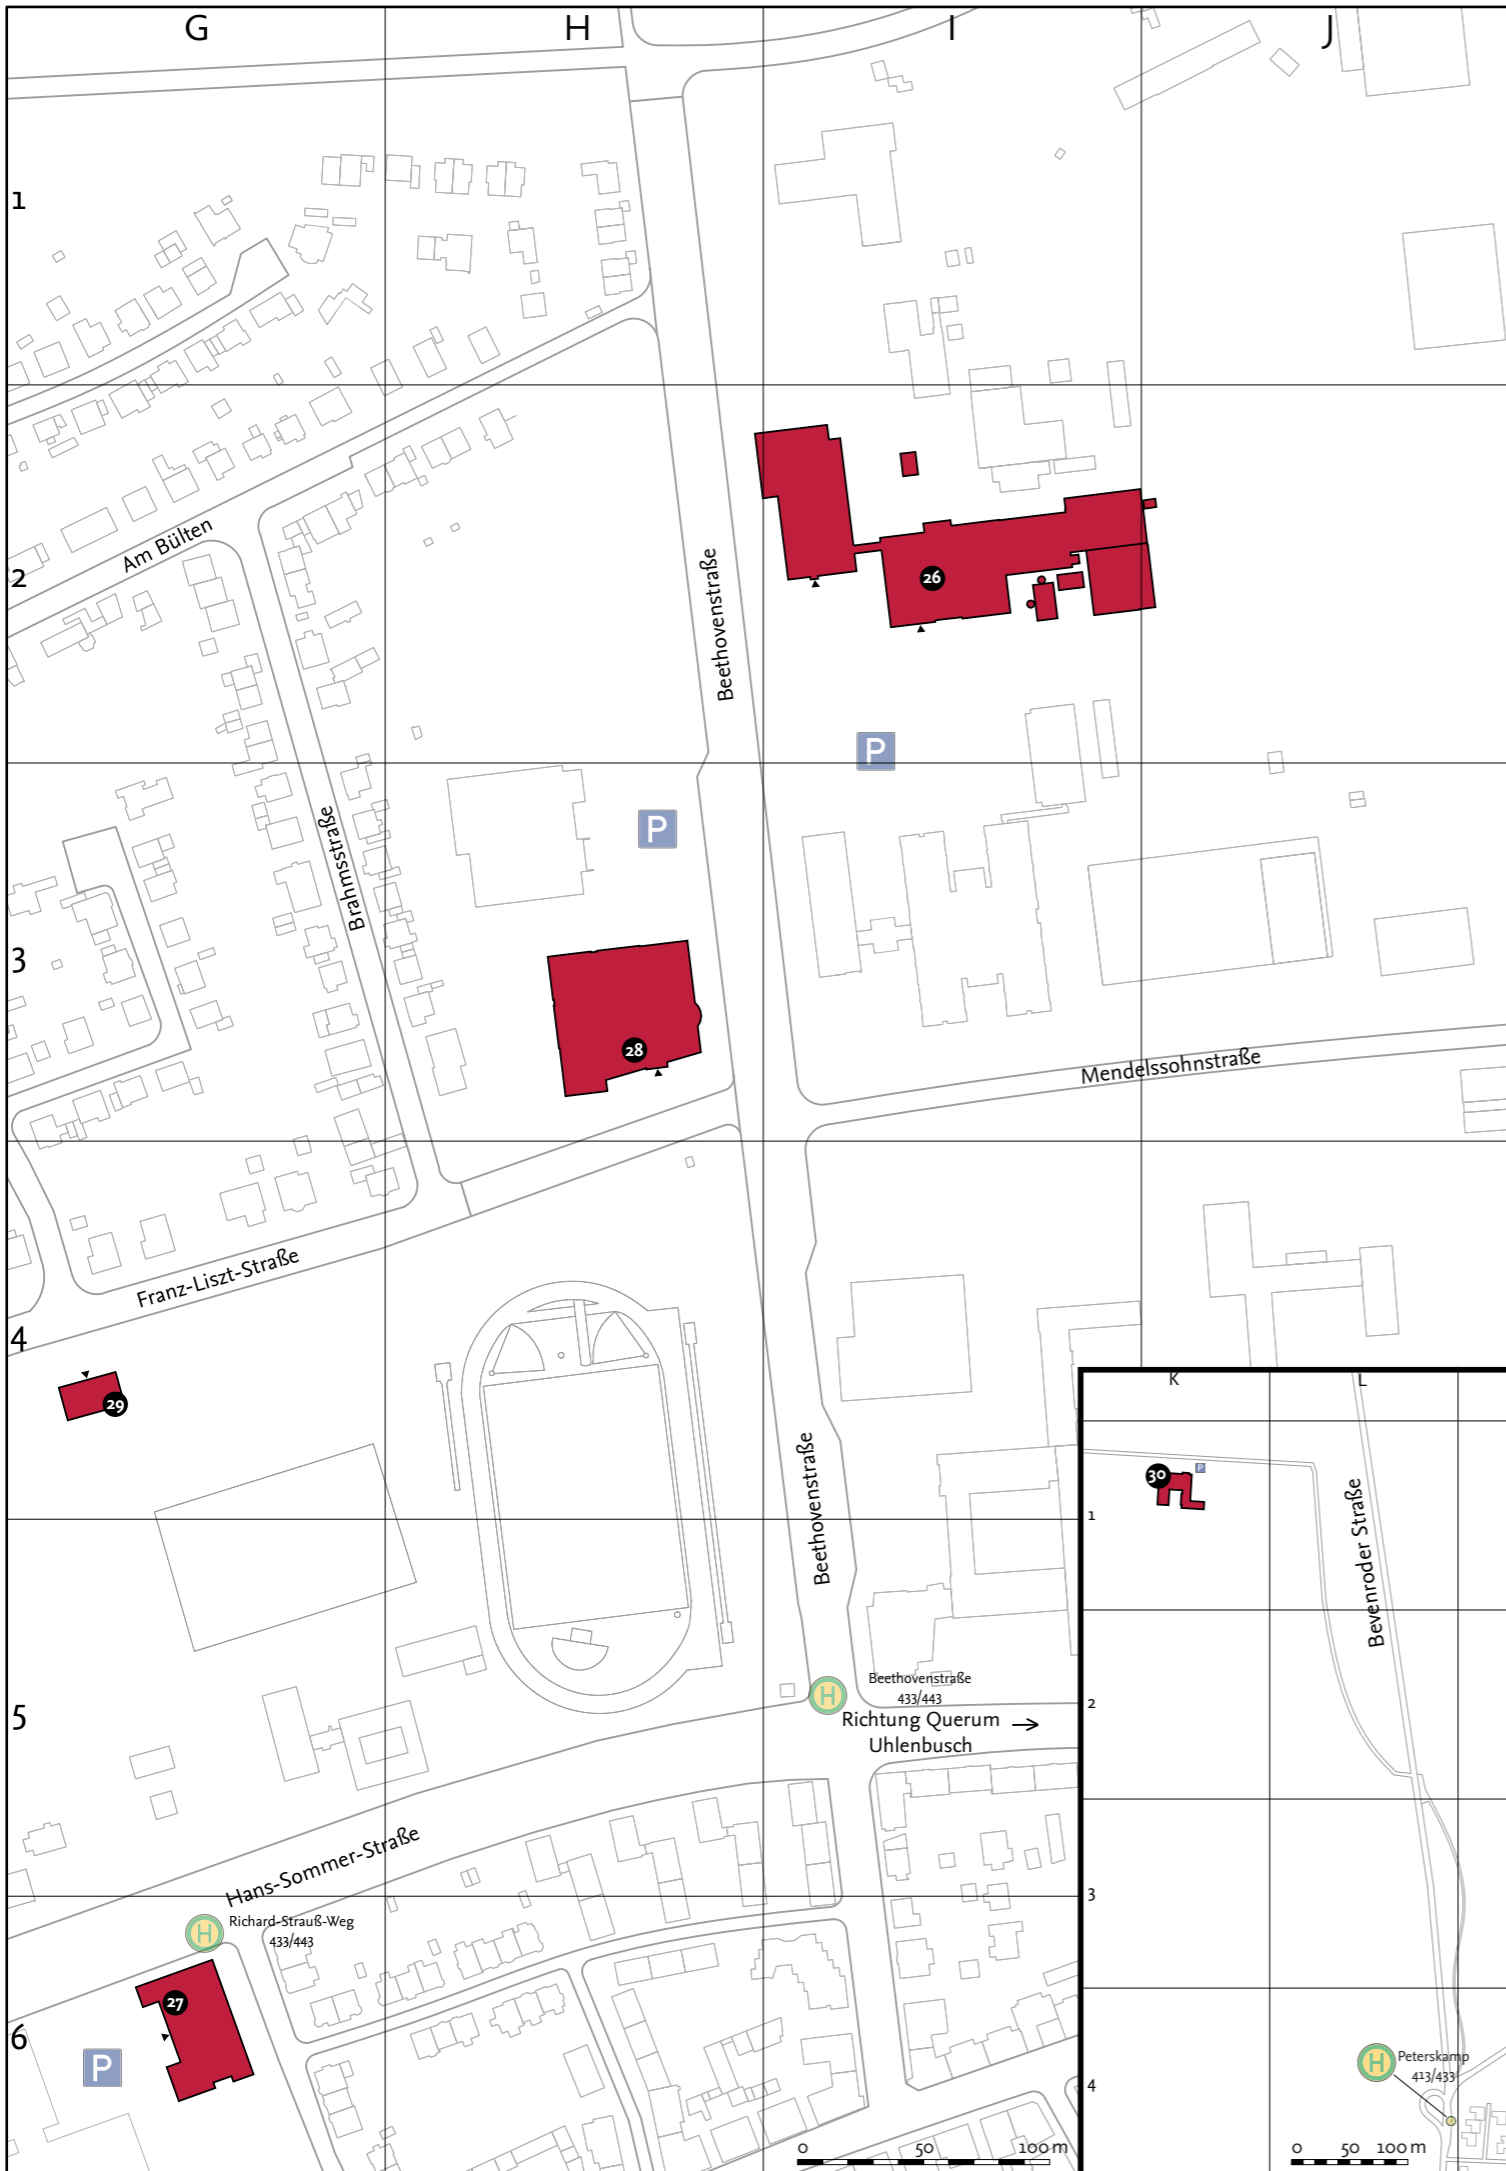 G H I J
1
Am Bülten
2
Beethovenstraße
26
P
Brahmsstraße
P
3
28
Mendelssohnstraße
Franz-Liszt-Straße
4
29
Beethovenstraße
K L
30
P
1
Bevenroder Straße
H
Beethovenstraße
433/443
Richtung Querum →
Uhlenbusch
5
2
Hans-Sommer-Straße
3
H
Richard-Strauß-Weg
433/443
27
6
P
H
Peterskamp
413/433
4
0 50 100 m
0 50 100 m